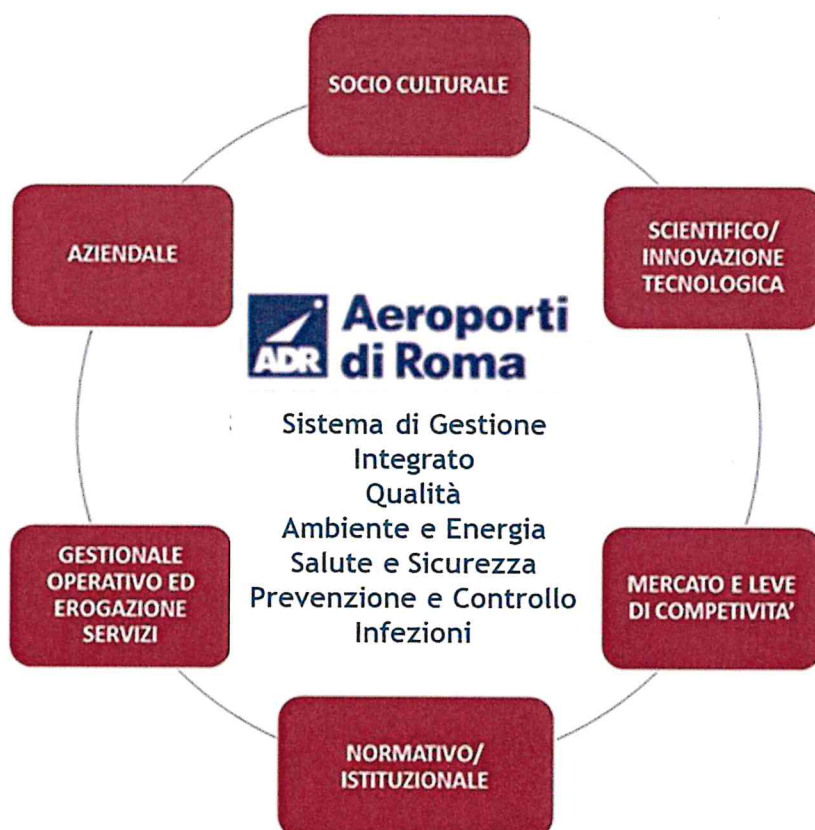 SOCIO CULTURALE
AZIENDALE
SCIENTIFICO/
INNOVAZIONE
TECNOLOGICA
ADR
Aeroporti
di Roma
Sistema di Gestione
Integrato
Qualità
Ambiente e Energia
Salute e Sicurezza
Prevenzione e Controllo
Infezioni
GESTIONALE
OPERATIVO ED
EROGAZIONE
SERVIZI
MERCATO E LEVE
DI COMPETIVITA'
NORMATIVO/
ISTITUZIONALE